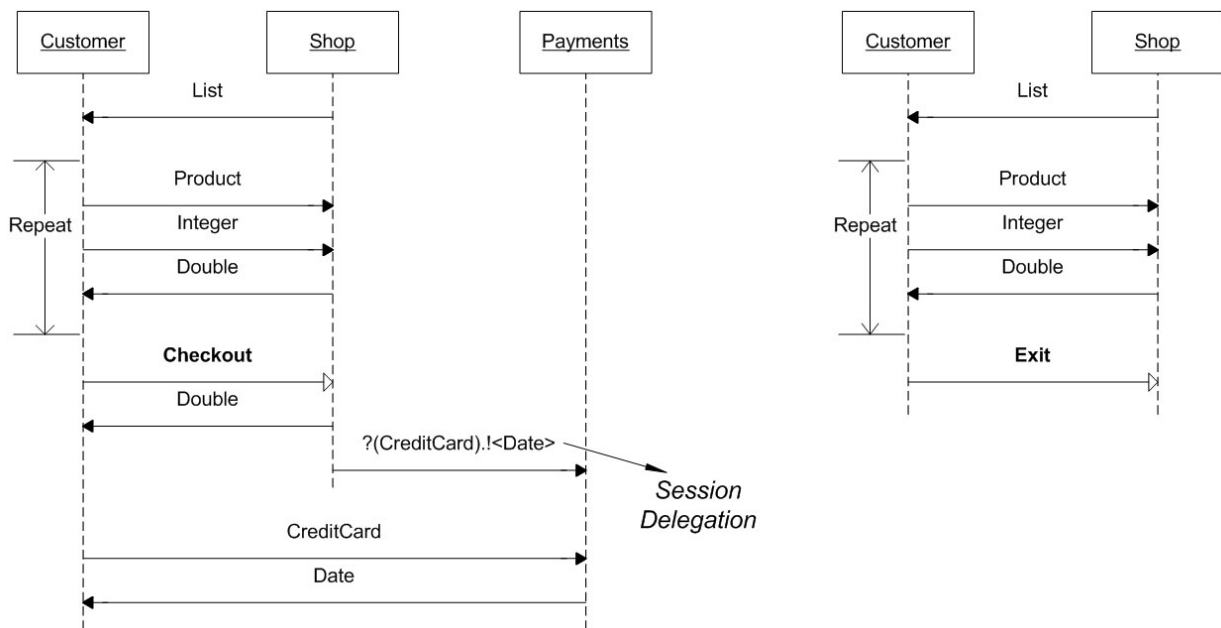 Customer
Shop
Payments
List
Product
Repeat
Integer
Double
Checkout
Double
?(CreditCard).!<Date>
Session
Delegation
CreditCard
Date
Customer
Shop
List
Product
Repeat
Integer
Double
Exit